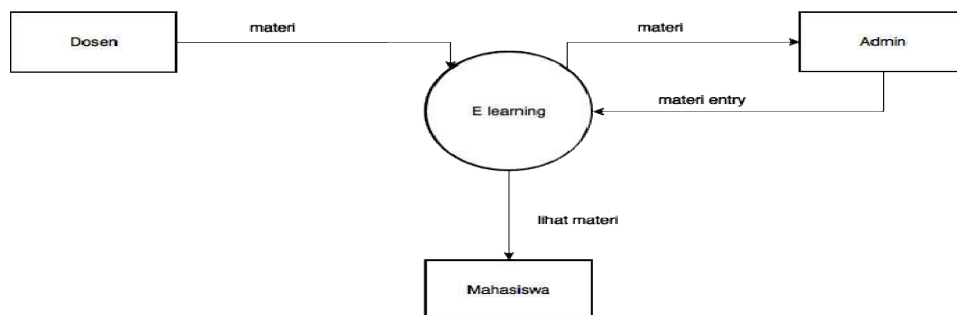 materi
materi
Dosen
Admin
E learning
materi entry
lihat materi
Mahasiswa